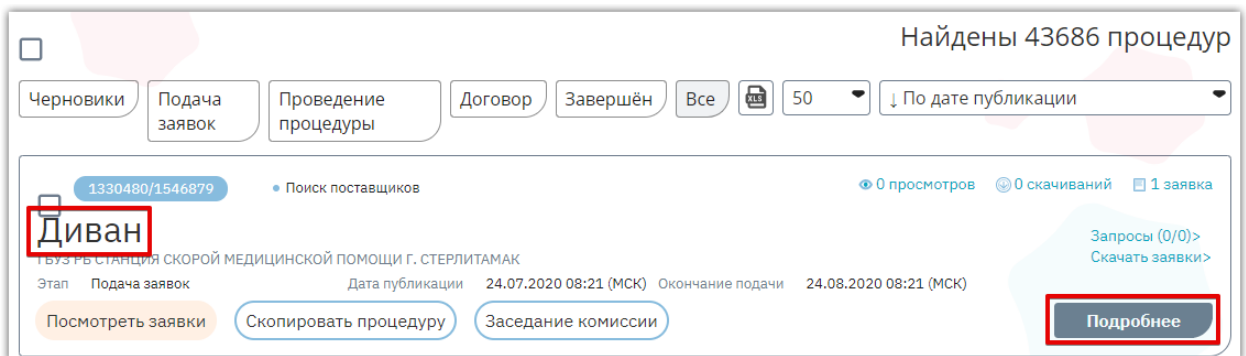 Найдены 43686 процедур
Черновики
Подача
заявок
Проведение
процедуры
Договор
Завершён
Все
XLS
50
↓ По дате публикации
1330480/1546879
Поиск поставщиков
0 просмотров
0 скачиваний
1 заявка
Диван
Запросы (0/0)>
ГБУЗ РБ СТАНЦИЯ СКОРОЙ МЕДИЦИНСКОЙ ПОМОЩИ Г. СТЕРЛИТАМАК
Скачать заявки>
Этап Подача заявок Дата публикации 24.07.2020 08:21 (МСК) Окончание подачи 24.08.2020 08:21 (МСК)
Посмотреть заявки
Скопировать процедуру
Заседание комиссии
Подробнее